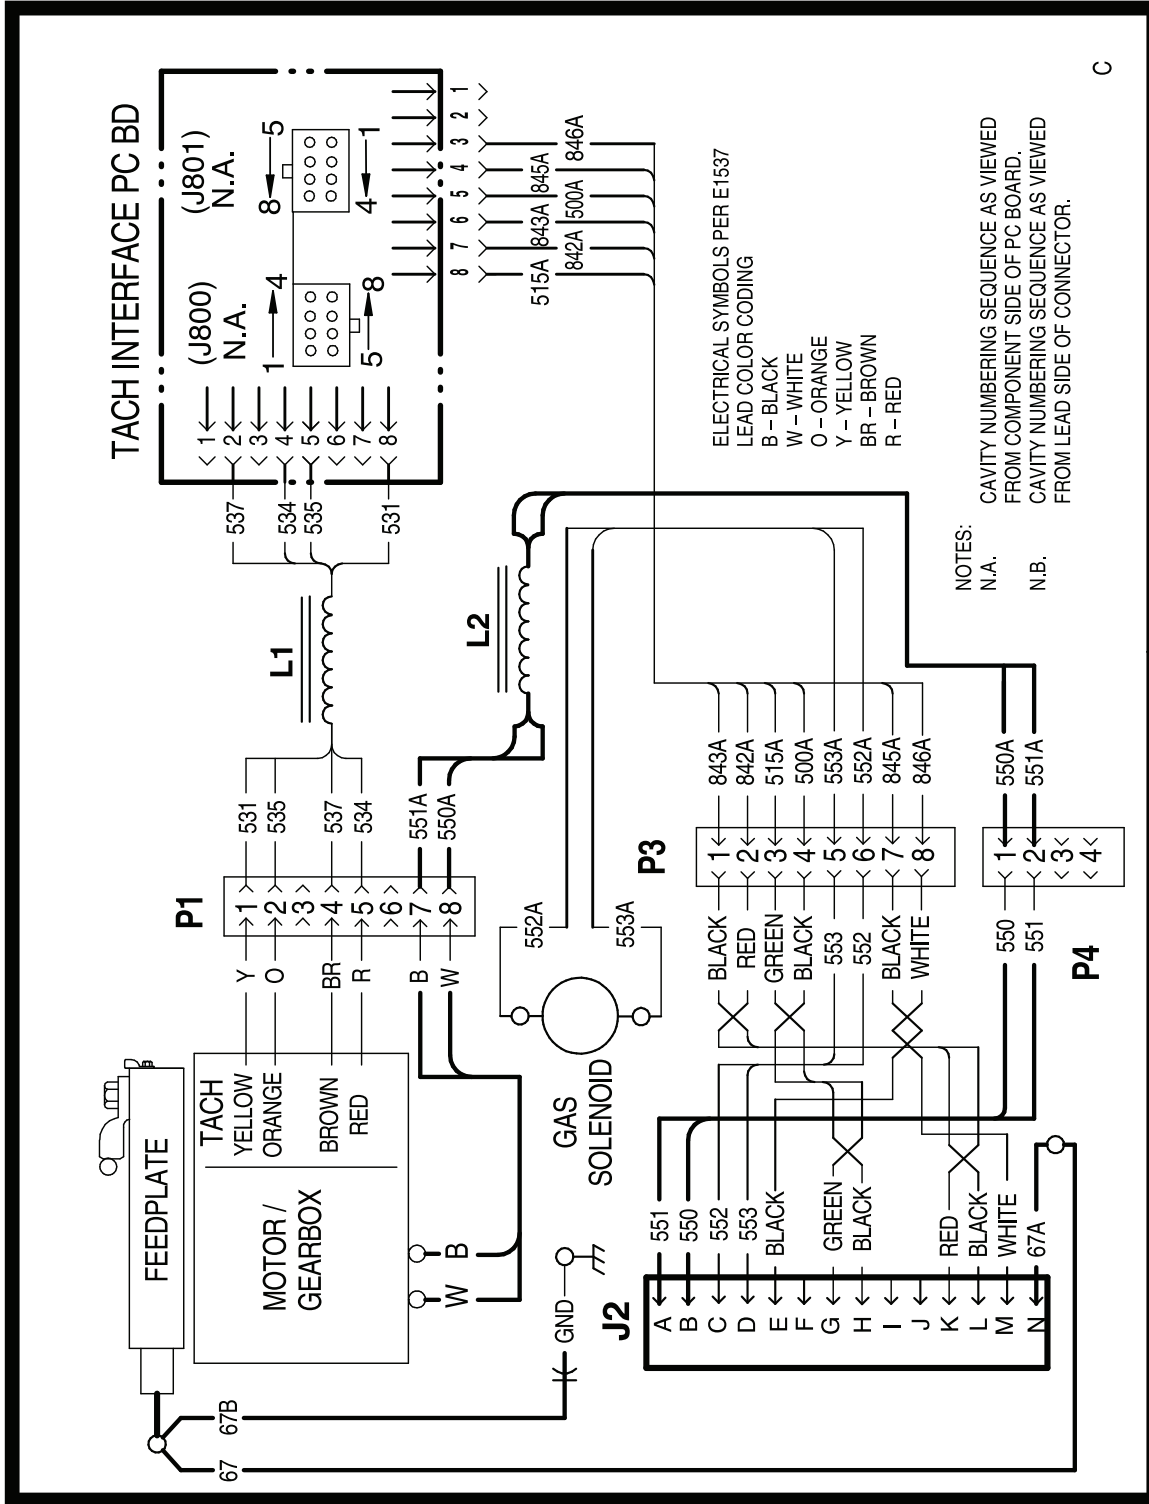 TACH INTERFACE PC BD
(J801)
N.A.
8 5
4 1
(J800)
N.A.
1 4
5 8
1
2
3
4
5
6
7
8
1
2
3
4
5
6
7
8
846A
845A
500A
843A
842A
515A
537
534
535
531
L1
L2
531
535
537
534
551A
550A
P1
1
2
3
4
5
6
7
8
Y
O
BR
R
B
W
FEEDPLATE
TACH
YELLOW
ORANGE
BROWN
RED
MOTOR /
GEARBOX
B
W
67B
67
GND
GAS
SOLENOID
552A
553A
ELECTRICAL SYMBOLS PER E1537
LEAD COLOR CODING
B – BLACK
W – WHITE
O – ORANGE
Y – YELLOW
BR – BROWN
R – RED
843A
842A
515A
500A
553A
552A
845A
846A
550A
551A
P3
1
2
3
4
5
6
7
8
P4
1
2
3
4
BLACK
RED
GREEN
BLACK
553
552
BLACK
WHITE
550
551
J2
551
550
552
553
BLACK
GREEN
BLACK
RED
BLACK
WHITE
67A
A
B
C
D
E
F
G
H
I
J
K
L
M
N
NOTES:
N.A. CAVITY NUMBERING SEQUENCE AS VIEWED
FROM COMPONENT SIDE OF PC BOARD.
N.B. CAVITY NUMBERING SEQUENCE AS VIEWED
FROM LEAD SIDE OF CONNECTOR.
C